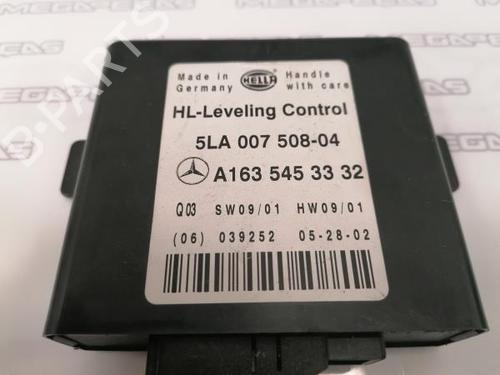 Made in
Germany
HELLA
Handle
with care
HL-Leveling Control
5LA 007 508-04
A163 545 33 32
Q03 SW09/01 HW09/01
(06) 039252 05-28-02
B-PARTS